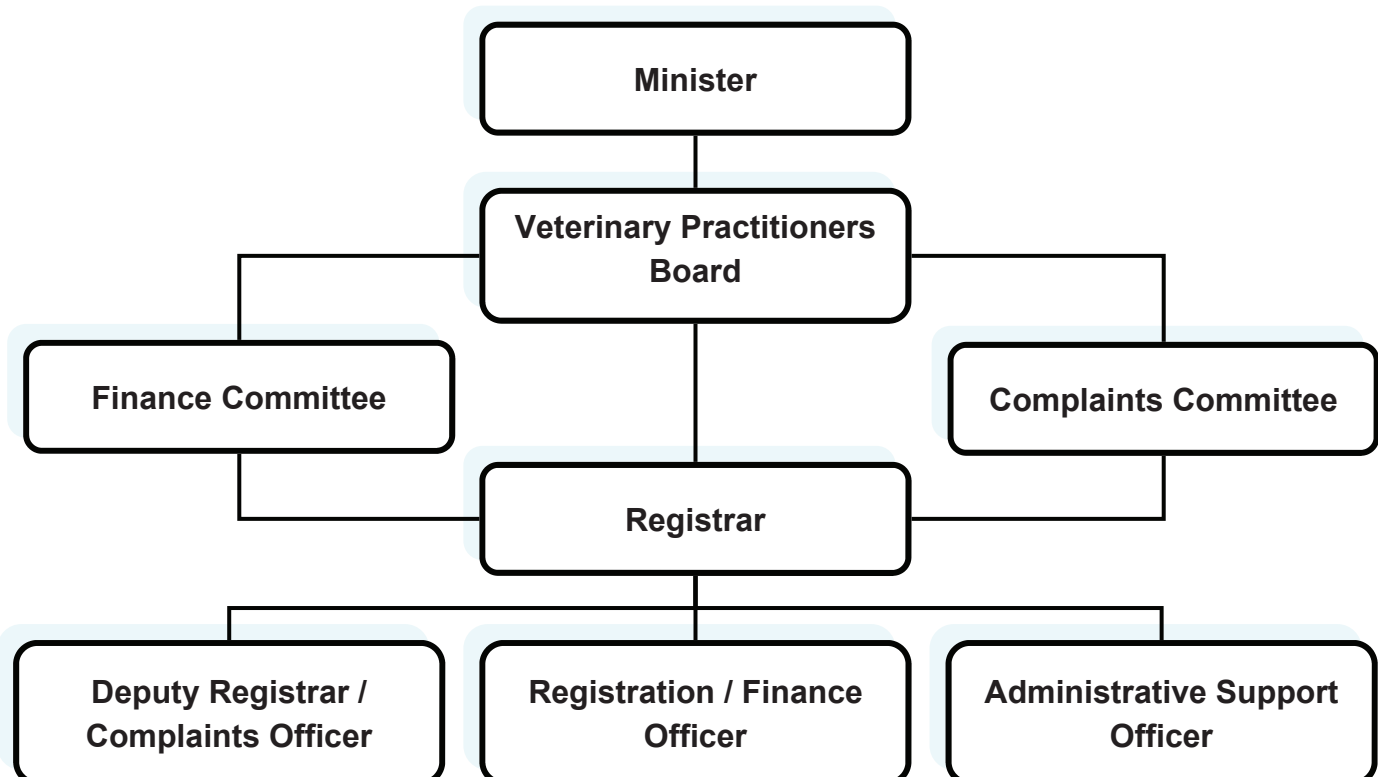 Minister
Veterinary Practitioners
Board
Finance Committee
Complaints Committee
Registrar
Deputy Registrar /
Complaints Officer
Registration / Finance
Officer
Administrative Support
Officer